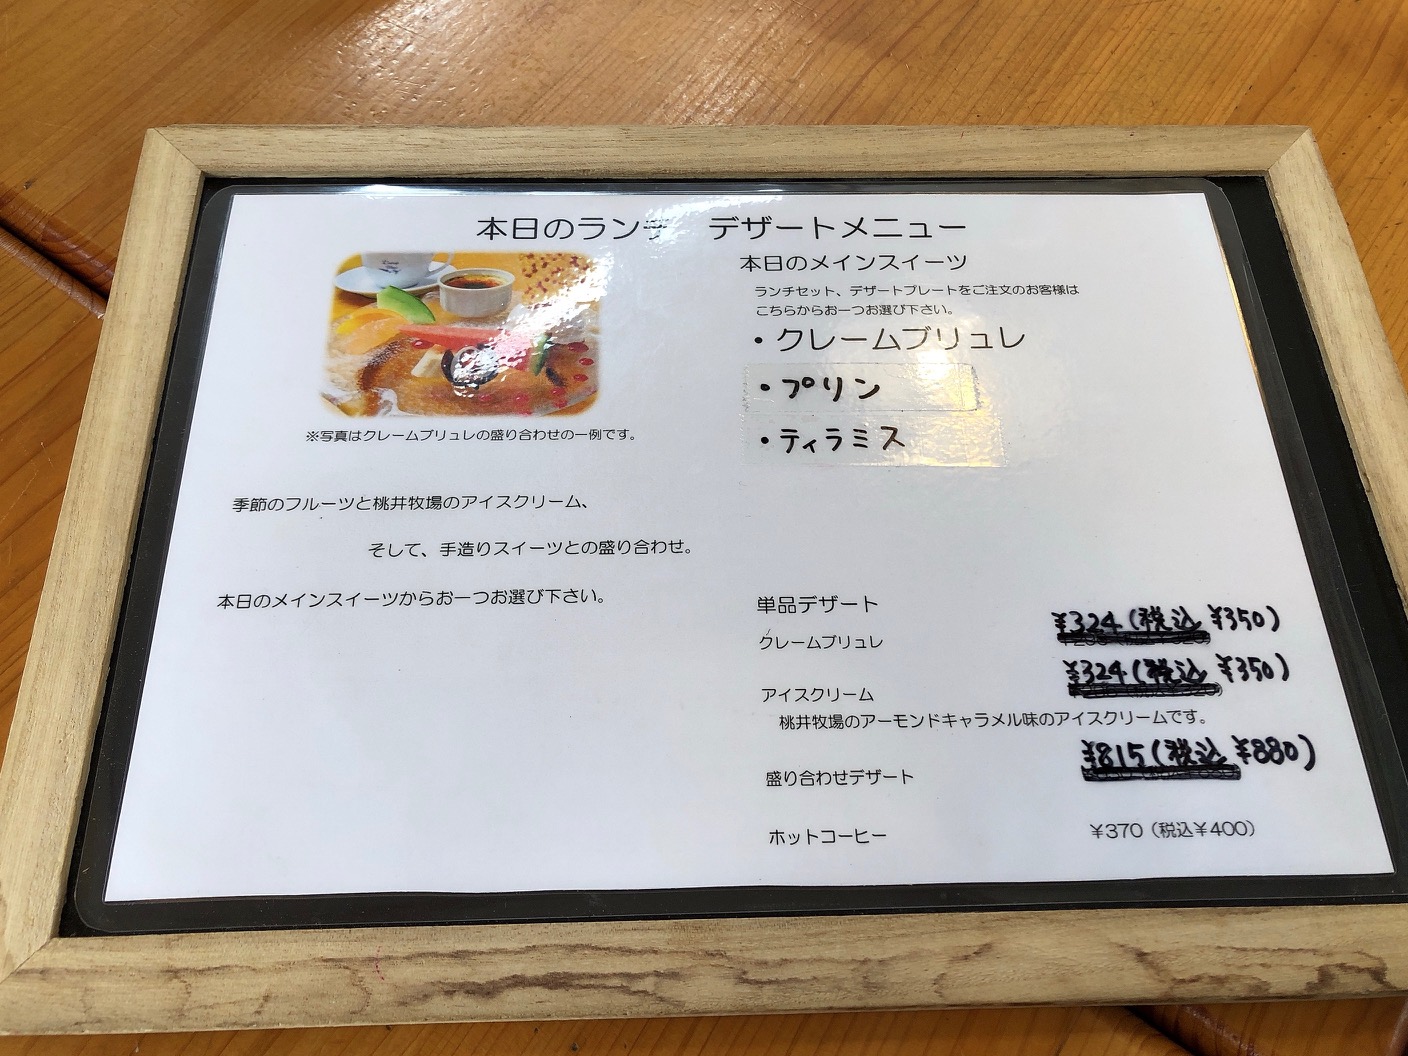 本日のランチ　デザートメニュー
※写真はクレームブリュレの盛り合わせの一例です。
季節のフルーツと桃井牧場のアイスクリーム、
そして、手造りスイーツとの盛り合わせ。
本日のメインスイーツからお一つお選び下さい。
本日のメインスイーツ
ランチセット、デザートプレートをご注文のお客様は
こちらからお一つお選び下さい。
・クレームブリュレ
・プリン
・ティラミス
単品デザート
クレームブリュレ ¥324(税込 ¥350)
アイスクリーム ¥324(税込 ¥350)
桃井牧場のアーモンドキャラメル味のアイスクリームです。
盛り合わせデザート ¥815(税込 ¥880)
ホットコーヒー ¥370（税込¥400）